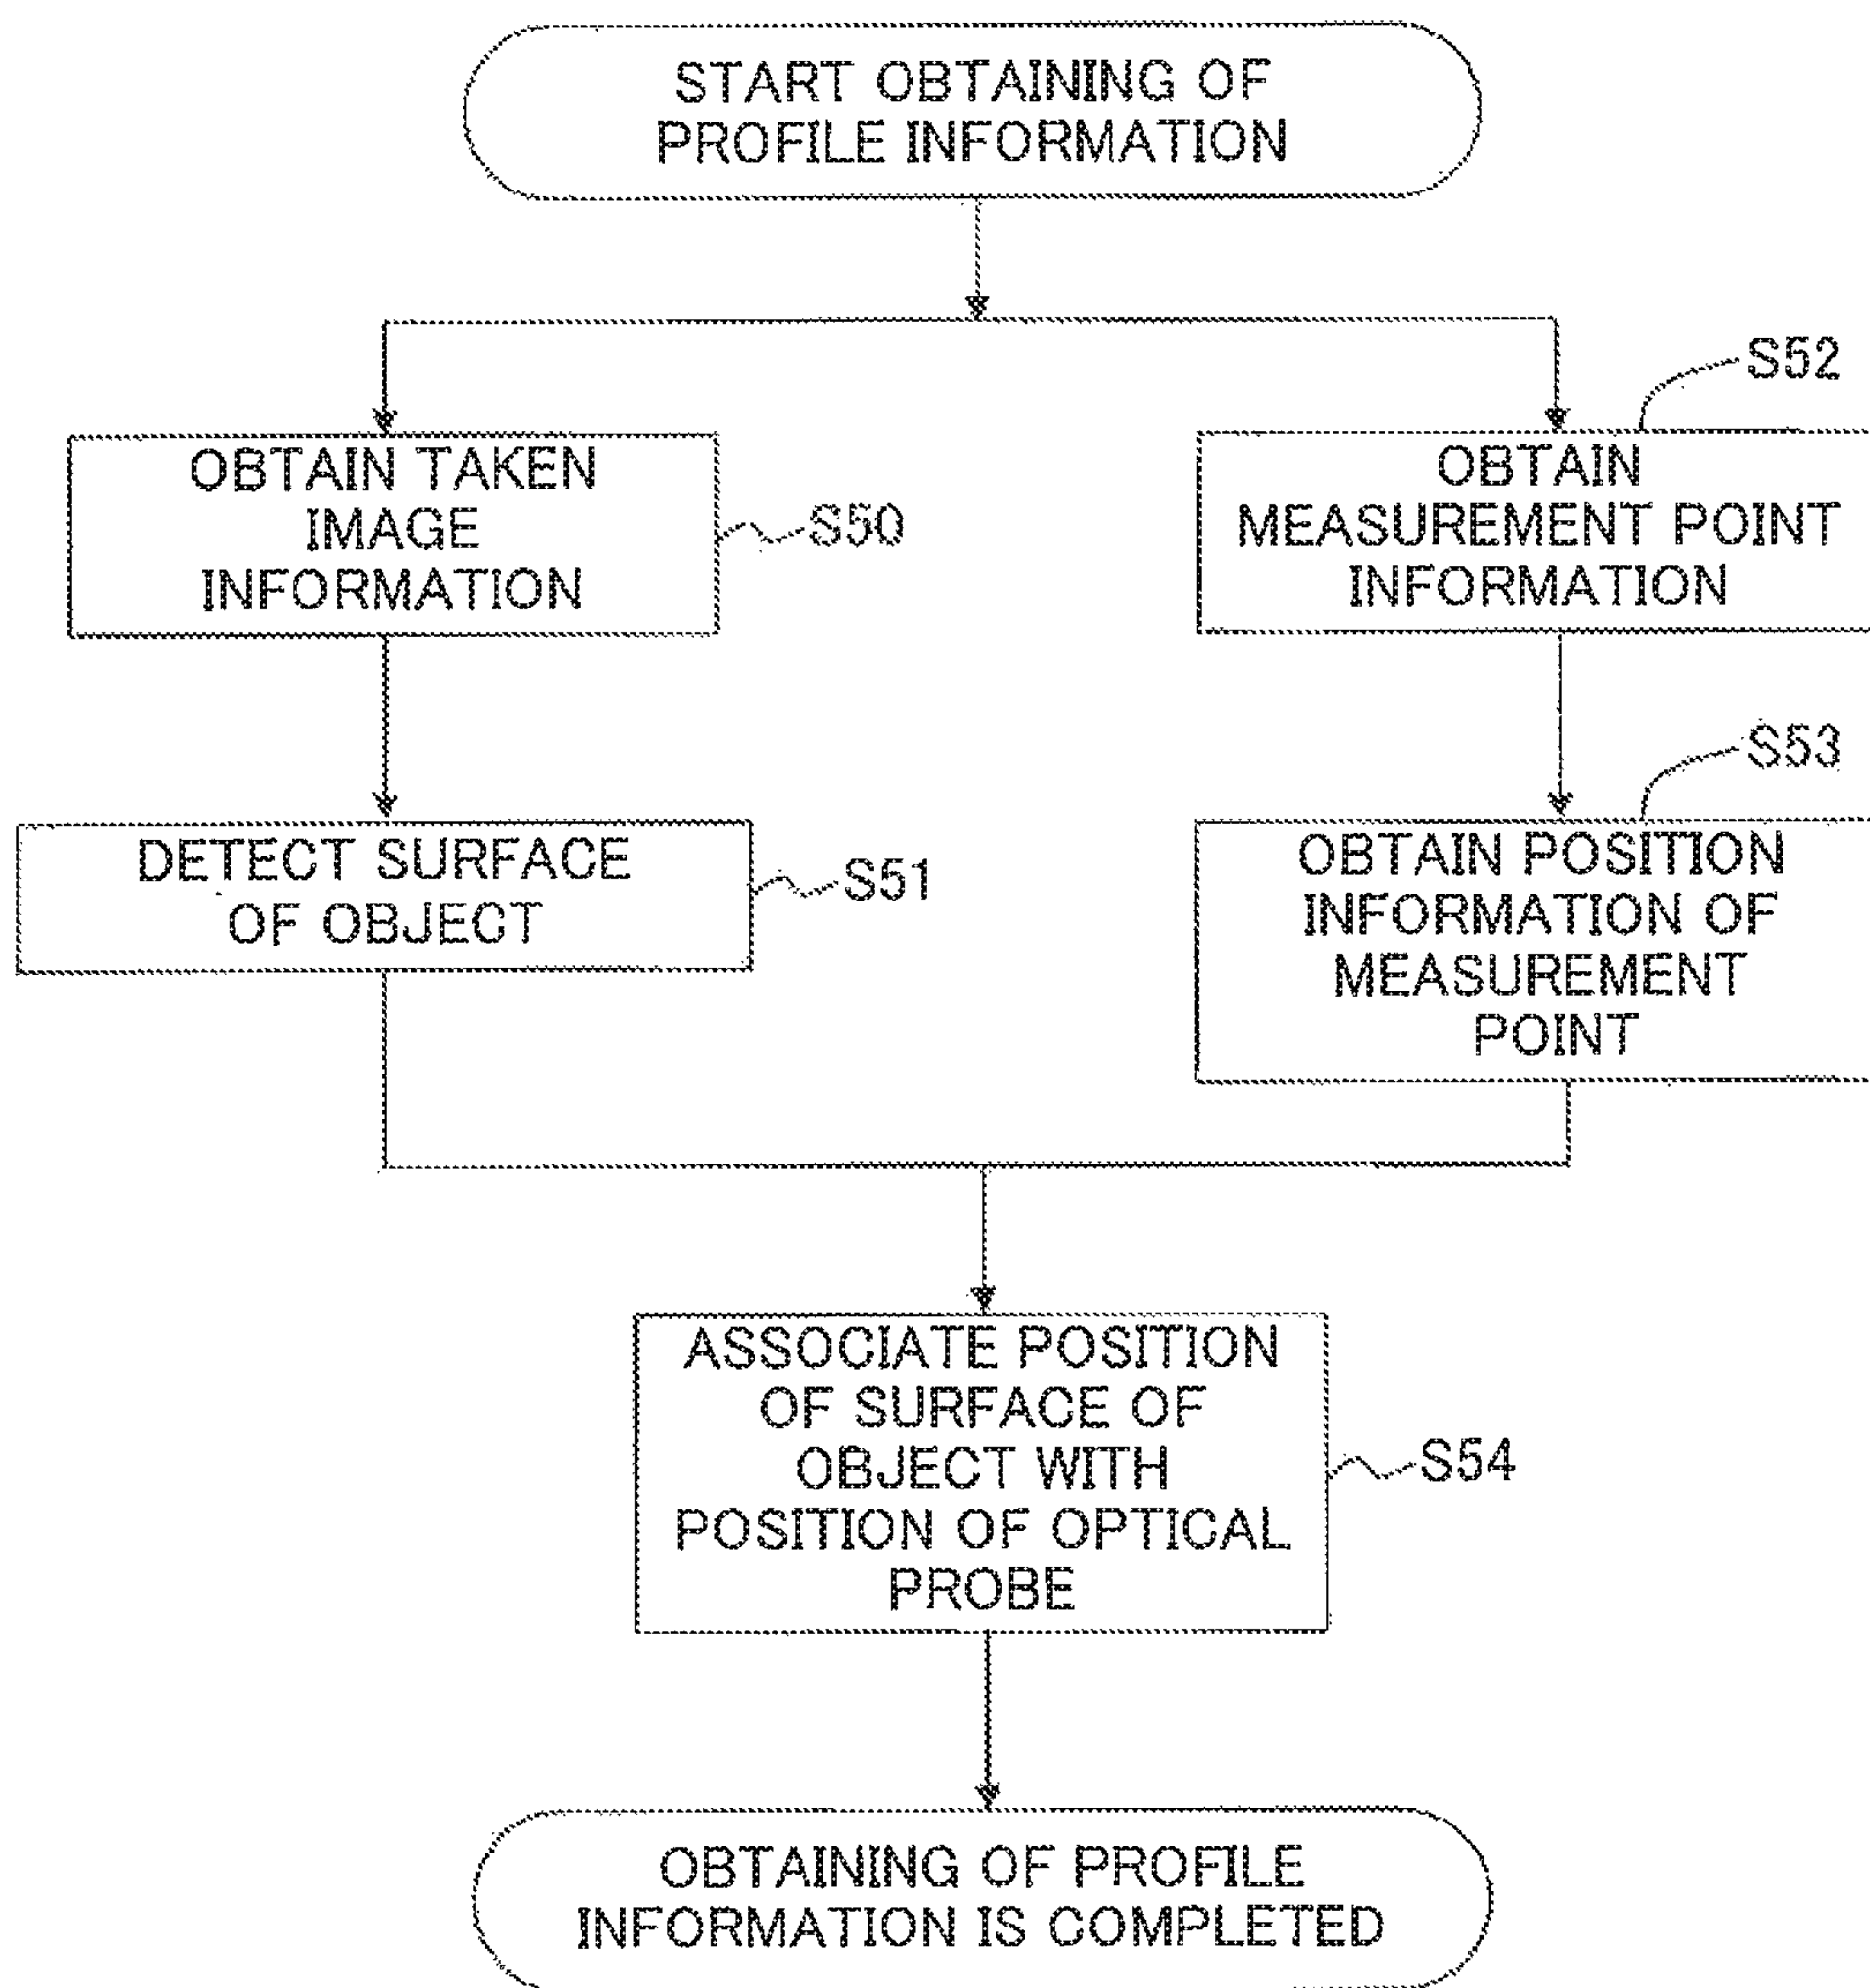 START OBTAINING OF
PROFILE INFORMATION
OBTAIN TAKEN
IMAGE
INFORMATION
S50
S52
OBTAIN
MEASUREMENT POINT
INFORMATION
DETECT SURFACE
OF OBJECT
S51
S53
OBTAIN POSITION
INFORMATION OF
MEASUREMENT
POINT
ASSOCIATE POSITION
OF SURFACE OF
OBJECT WITH
POSITION OF OPTICAL
PROBE
S54
OBTAINING OF PROFILE
INFORMATION IS COMPLETED